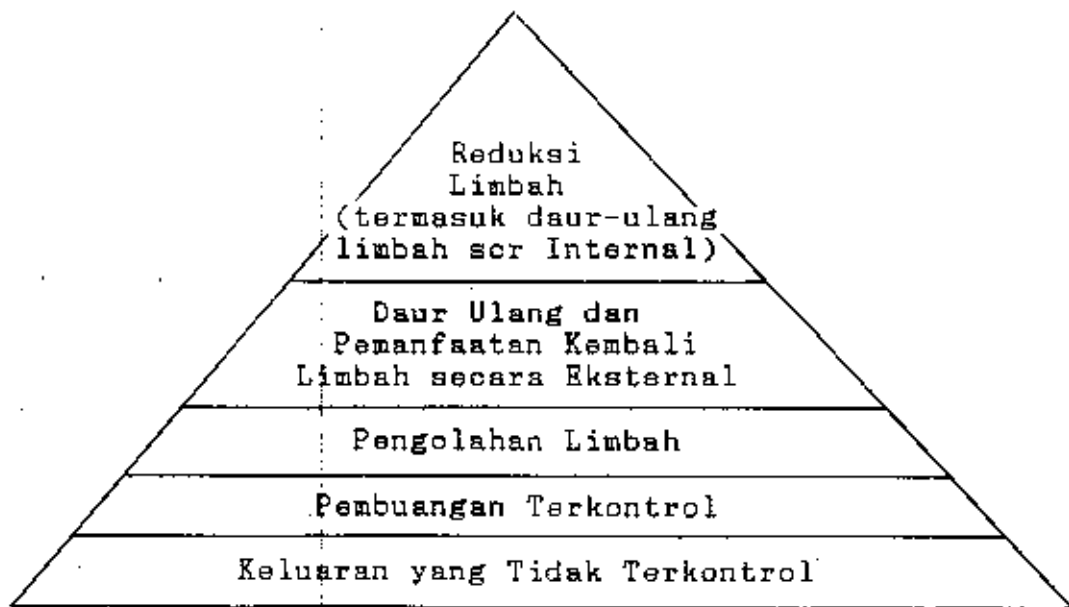 Reduksi
Limbah
(termasuk daur-ulang
limbah scr Internal)
Daur Ulang dan
Pemanfaatan Kembali
Limbah secara Eksternal
Pengolahan Limbah
Pembuangan Terkontrol
Keluaran yang Tidak Terkontrol